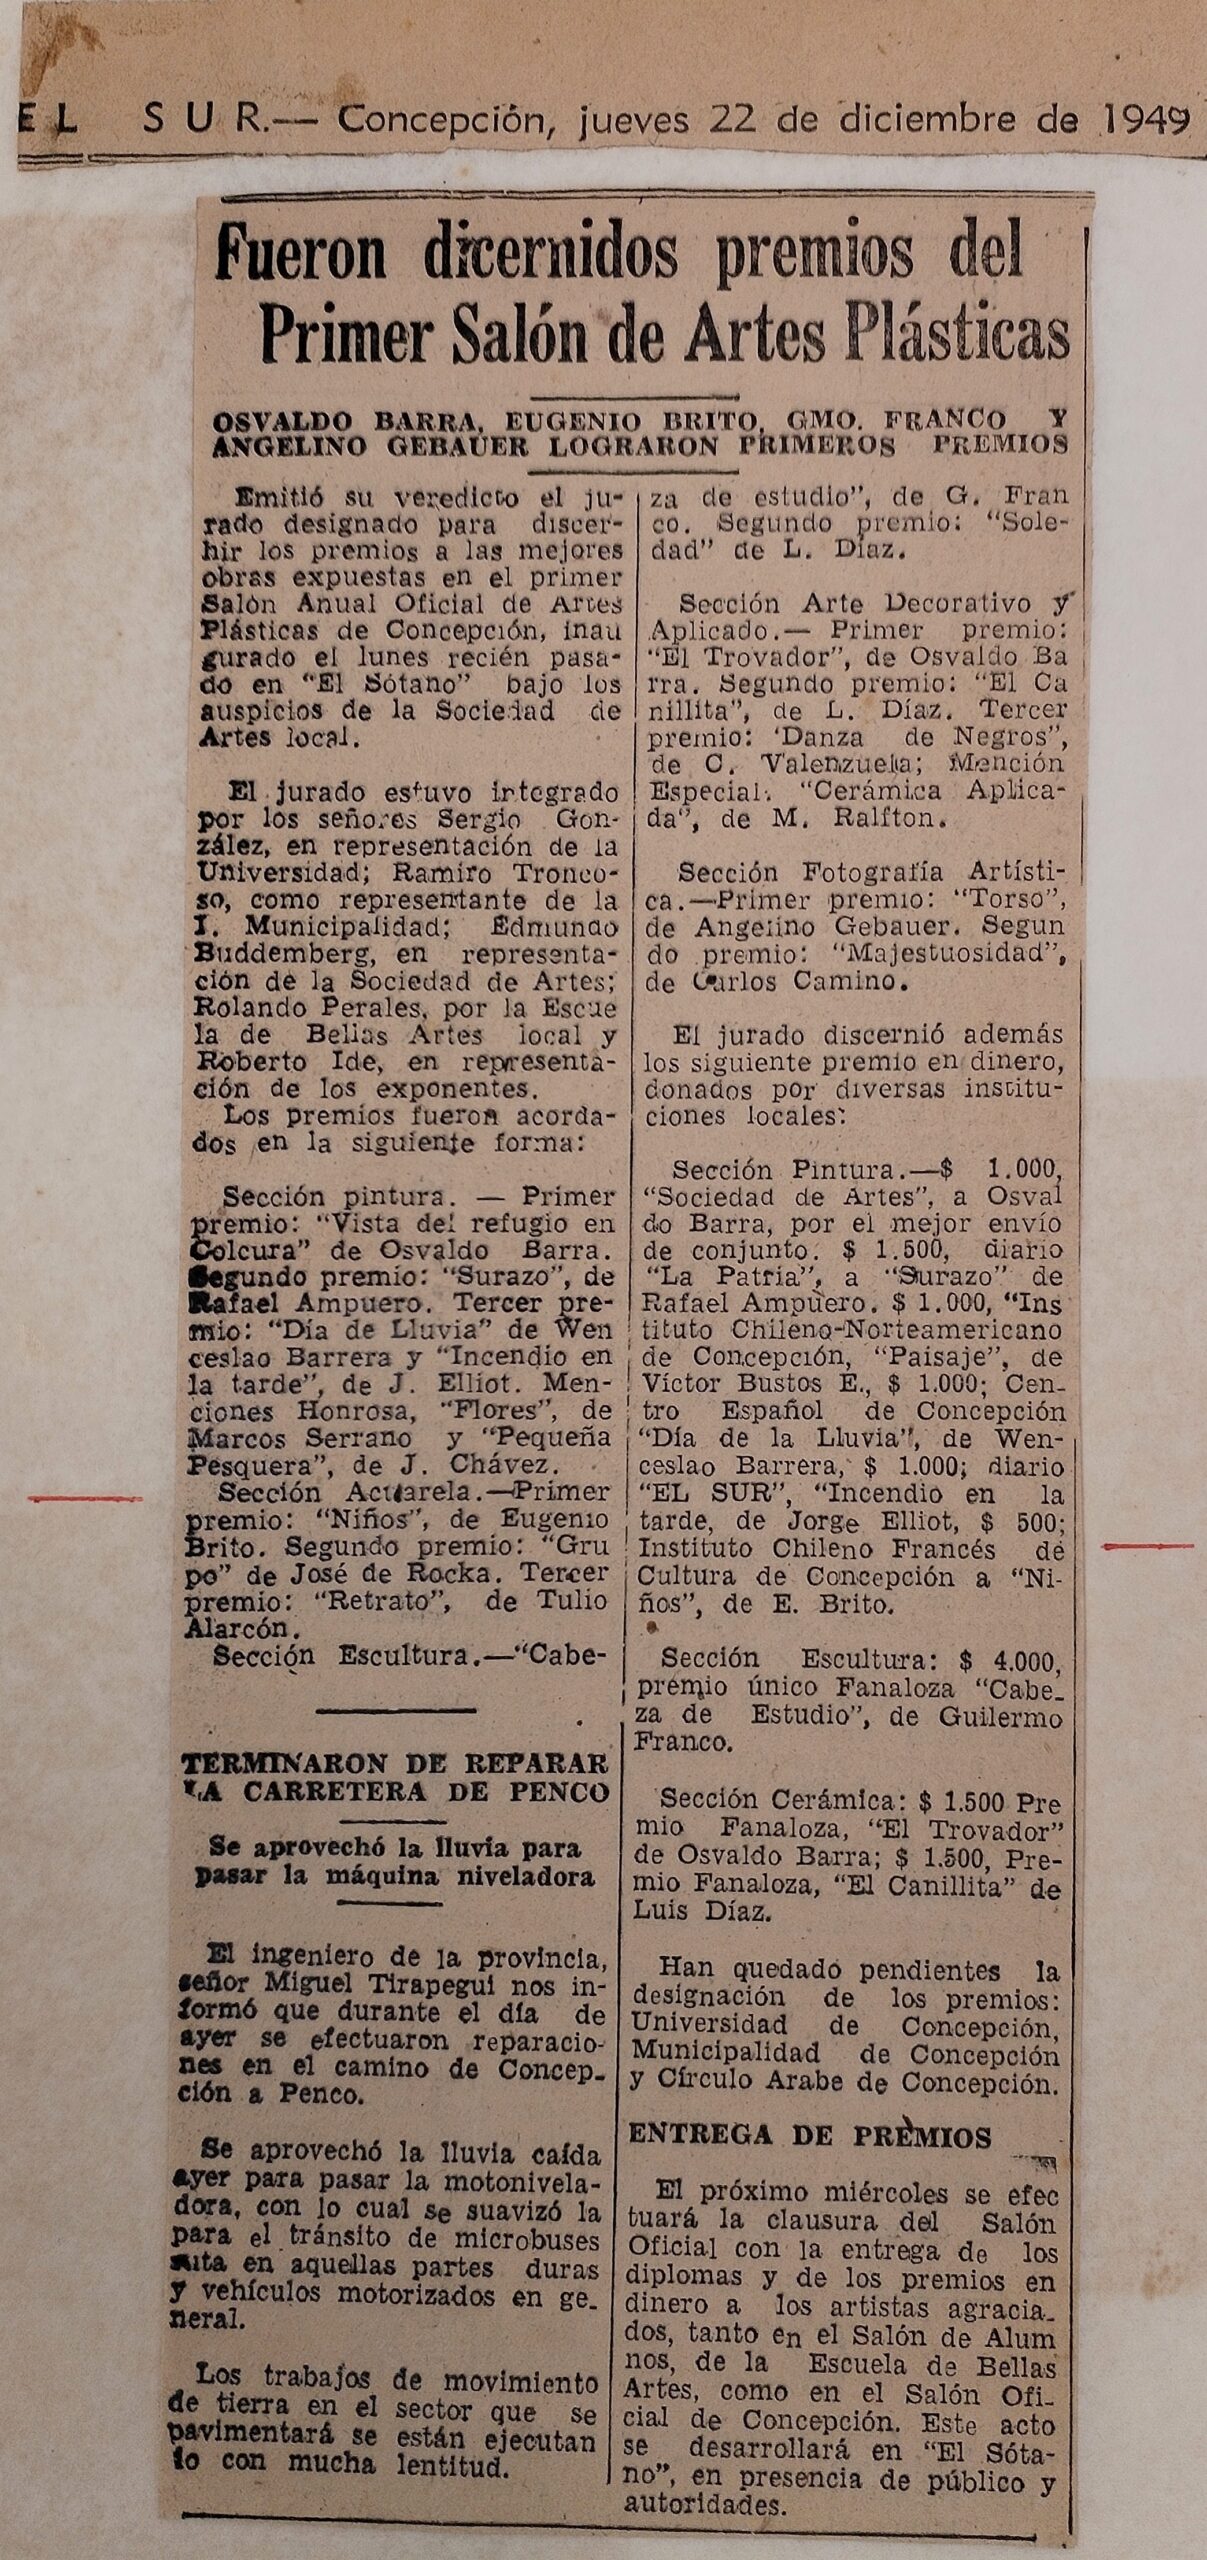 EL SUR.— Concepción, jueves 22 de diciembre de 1949
Fueron dicernidos premios del
Primer Salón de Artes Plásticas
OSVALDO BARRA, EUGENIO BRITO, GMO. FRANCO Y
ANGELINO GEBAUER LOGRARON PRIMEROS PREMIOS
Emitió su veredicto el ju-
rado designado para discer-
hir los premios a las mejores
obras expuestas en el primer
Salón Anual Oficial de Artes
Plásticas de Concepción, inau
gurado el lunes recién pasa-
do en "El Sótano" bajo los
auspicios de la Sociedad de
Artes local.
El jurado estuvo integrado
por los señores Sergio Gon-
zález, en representación de la
Universidad; Ramiro Tronco-
so, como representante de la
I. Municipalidad; Edmundo
Buddemberg, en representa-
ción de la Sociedad de Artes;
Rolando Perales, por la Escue
la de Bellas Artes local y
Roberto Ide, en representa-
ción de los exponentes.
Los premios fueron acorda-
dos en la siguiente forma:
Sección pintura. — Primer
premio: "Vista del refugio en
Colcura" de Osvaldo Barra.
Segundo premio: "Surazo", de
Rafael Ampuero. Tercer pre-
mio: "Día de Lluvia" de Wen
ceslao Barrera y "Incendio en
la tarde", de J. Elliot. Men-
ciones Honrosa, "Flores", de
Marcos Serrano y "Pequeña
Pesquera", de J. Chávez.
Sección Acuarela.—Primer
premio: "Niños", de Eugenio
Brito. Segundo premio: "Gru
po" de José de Rocka. Tercer
premio: "Retrato", de Tulio
Alarcón.
Sección Escultura.—"Cabe-
za de estudio", de G. Fran
co. Segundo premio: "Sole-
dad" de L. Díaz.
Sección Arte Decorativo y
Aplicado.— Primer premio:
"El Trovador", de Osvaldo Ba
rra. Segundo premio: "El Ca
nillita", de L. Díaz. Tercer
premio: 'Danza de Negros",
de C. Valenzuela; Mención
Especial: "Cerámica Aplica-
da", de M. Ralfton.
Sección Fotografía Artísti-
ca.—Primer premio: "Torso",
de Angelino Gebauer. Segun
do premio: "Majestuosidad",
de Carlos Camino.
El jurado discernió además
los siguiente premio en dinero,
donados por diversas institu-
ciones locales:
Sección Pintura.—$ 1.000,
"Sociedad de Artes", a Osval
do Barra, por el mejor envío
de conjunto. $ 1.500, diario
"La Patria", a "Surazo" de
Rafael Ampuero. $ 1.000, "Ins
tituto Chileno-Norteamericano
de Concepción, "Paisaje", de
Víctor Bustos E., $ 1.000; Cen-
tro Español de Concepción
"Día de la Lluvia", de Wen-
ceslao Barrera, $ 1.000; diario
"EL SUR", "Incendio en la
tarde, de Jorge Elliot, $ 500;
Instituto Chileno Francés de
Cultura de Concepción a "Ni-
ños", de E. Brito.
Sección Escultura: $ 4.000,
premio único Fanaloza "Cabe-
za de Estudio", de Guilermo
Franco.
Sección Cerámica: $ 1.500 Pre
mio Fanaloza, "El Trovador"
de Osvaldo Barra; $ 1.500, Pre-
mio Fanaloza, "El Canillita" de
Luis Díaz.
Han quedado pendientes la
designación de los premios:
Universidad de Concepción,
Municipalidad de Concepción
y Círculo Arabe de Concepción.
ENTREGA DE PREMIOS
El próximo miércoles se efec
tuará la clausura del Salón
Oficial con la entrega de los
diplomas y de los premios en
dinero a los artistas agracia-
dos, tanto en el Salón de Alum
nos, de la Escuela de Bellas
Artes, como en el Salón Ofi-
cial de Concepción. Este acto
se desarrollará en "El Sóta-
no", en presencia de público y
autoridades.
TERMINARON DE REPARAR
LA CARRETERA DE PENCO
Se aprovechó la lluvia para
pasar la máquina niveladora
El ingeniero de la provincia,
señor Miguel Tirapegui nos in-
formó que durante el día de
ayer se efectuaron reparacio-
nes en el camino de Concep-
ción a Penco.
Se aprovechó la lluvia caída
ayer para pasar la motonivela-
dora, con lo cual se suavizó la
para el tránsito de microbuses
ruta en aquellas partes duras
y vehículos motorizados en ge-
neral.
Los trabajos de movimiento
de tierra en el sector que se
pavimentará se están ejecutan
do con mucha lentitud.